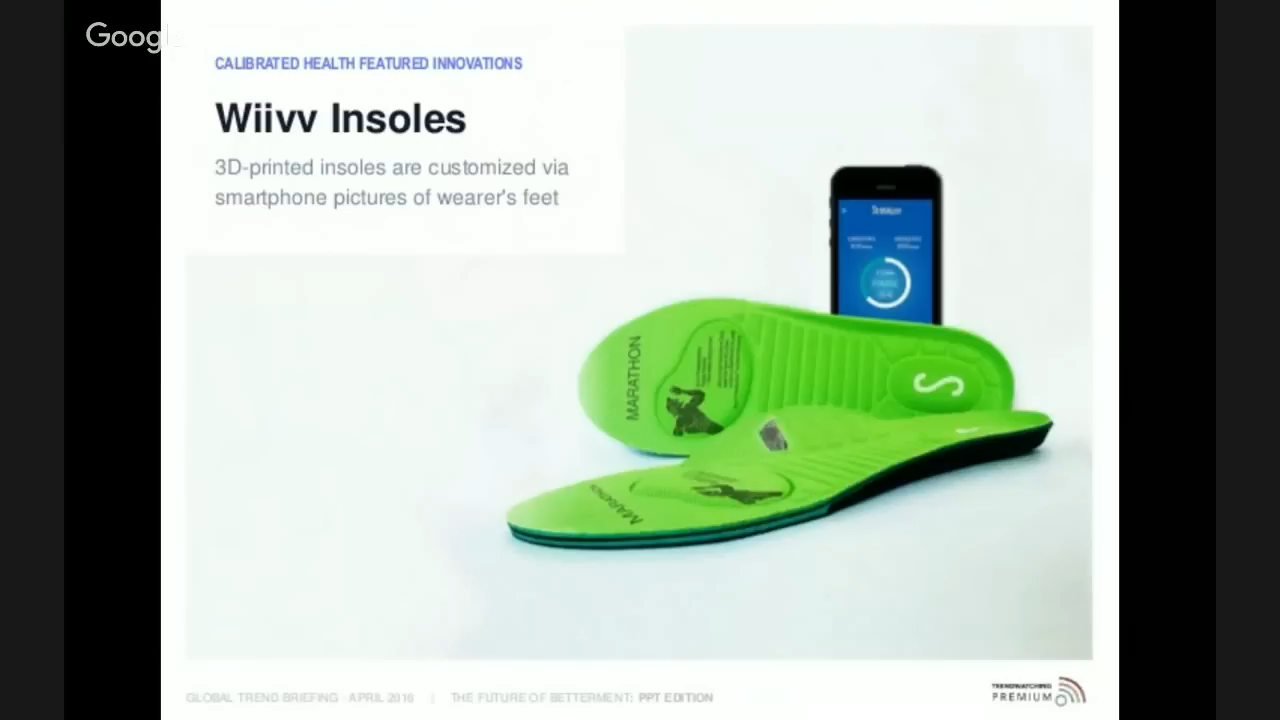 Google
CALIBRATED HEALTH FEATURED INNOVATIONS
Wiivv Insoles
3D-printed insoles are customized via
smartphone pictures of wearer's feet
MARATHON
S
MARATHON
GLOBAL TREND BRIEFING · APRIL 2016 | THE FUTURE OF BETTERMENT: PPT EDITION
TRENDWATCHING
PREMIUM